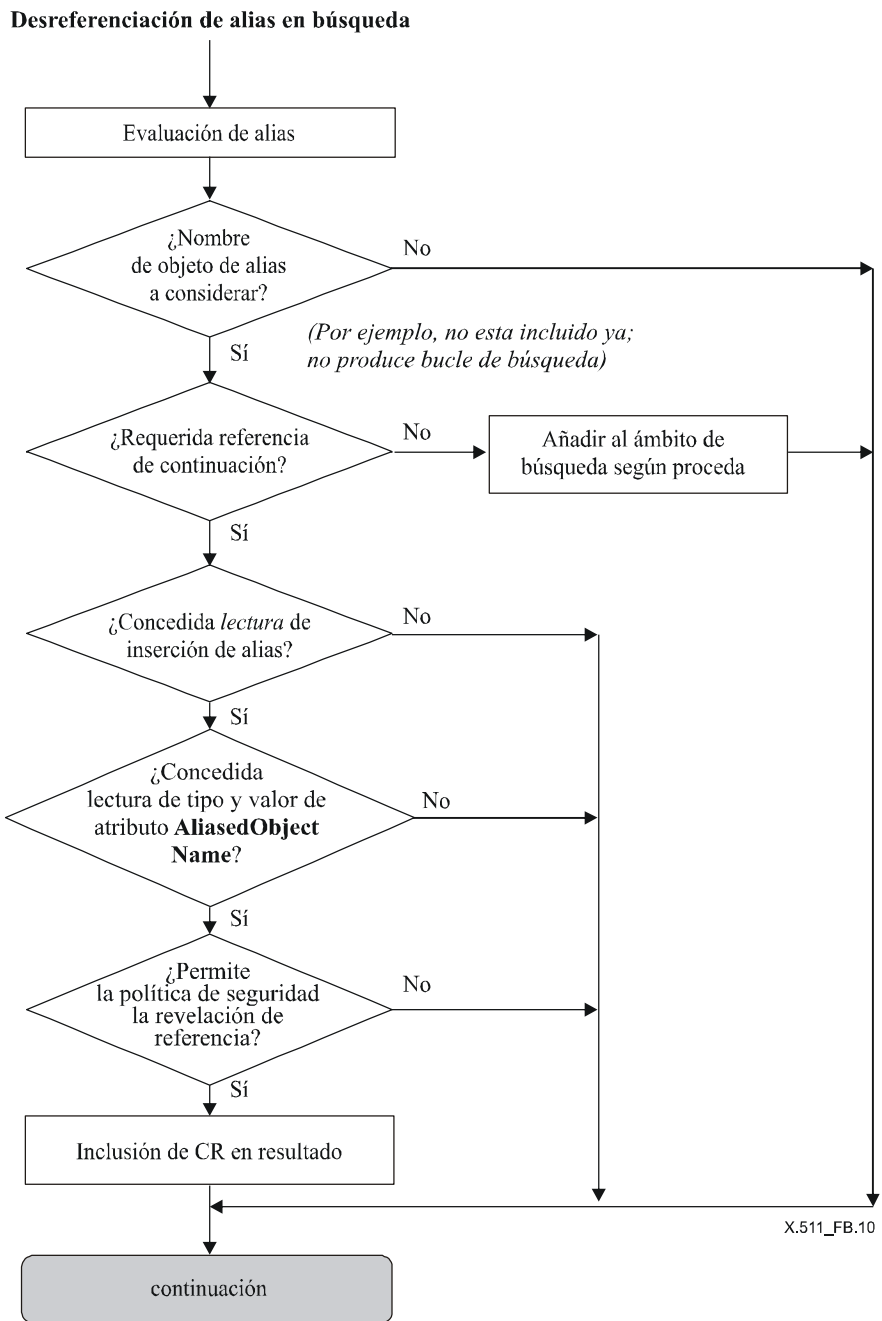 Desreferenciación de alias en búsqueda
Evaluación de alias
¿Nombre
de objeto de alias
a considerar?
No
(Por ejemplo, no esta incluido ya;
no produce bucle de búsqueda)
Sí
¿Requerida referencia
de continuación?
No
Añadir al ámbito de
búsqueda según proceda
Sí
¿Concedida lectura de
inserción de alias?
No
Sí
¿Concedida
lectura de tipo y valor de
atributo AliasedObject
Name?
No
Sí
¿Permite
la política de seguridad
la revelación de
referencia?
No
Sí
Inclusión de CR en resultado
X.511_FB.10
continuación